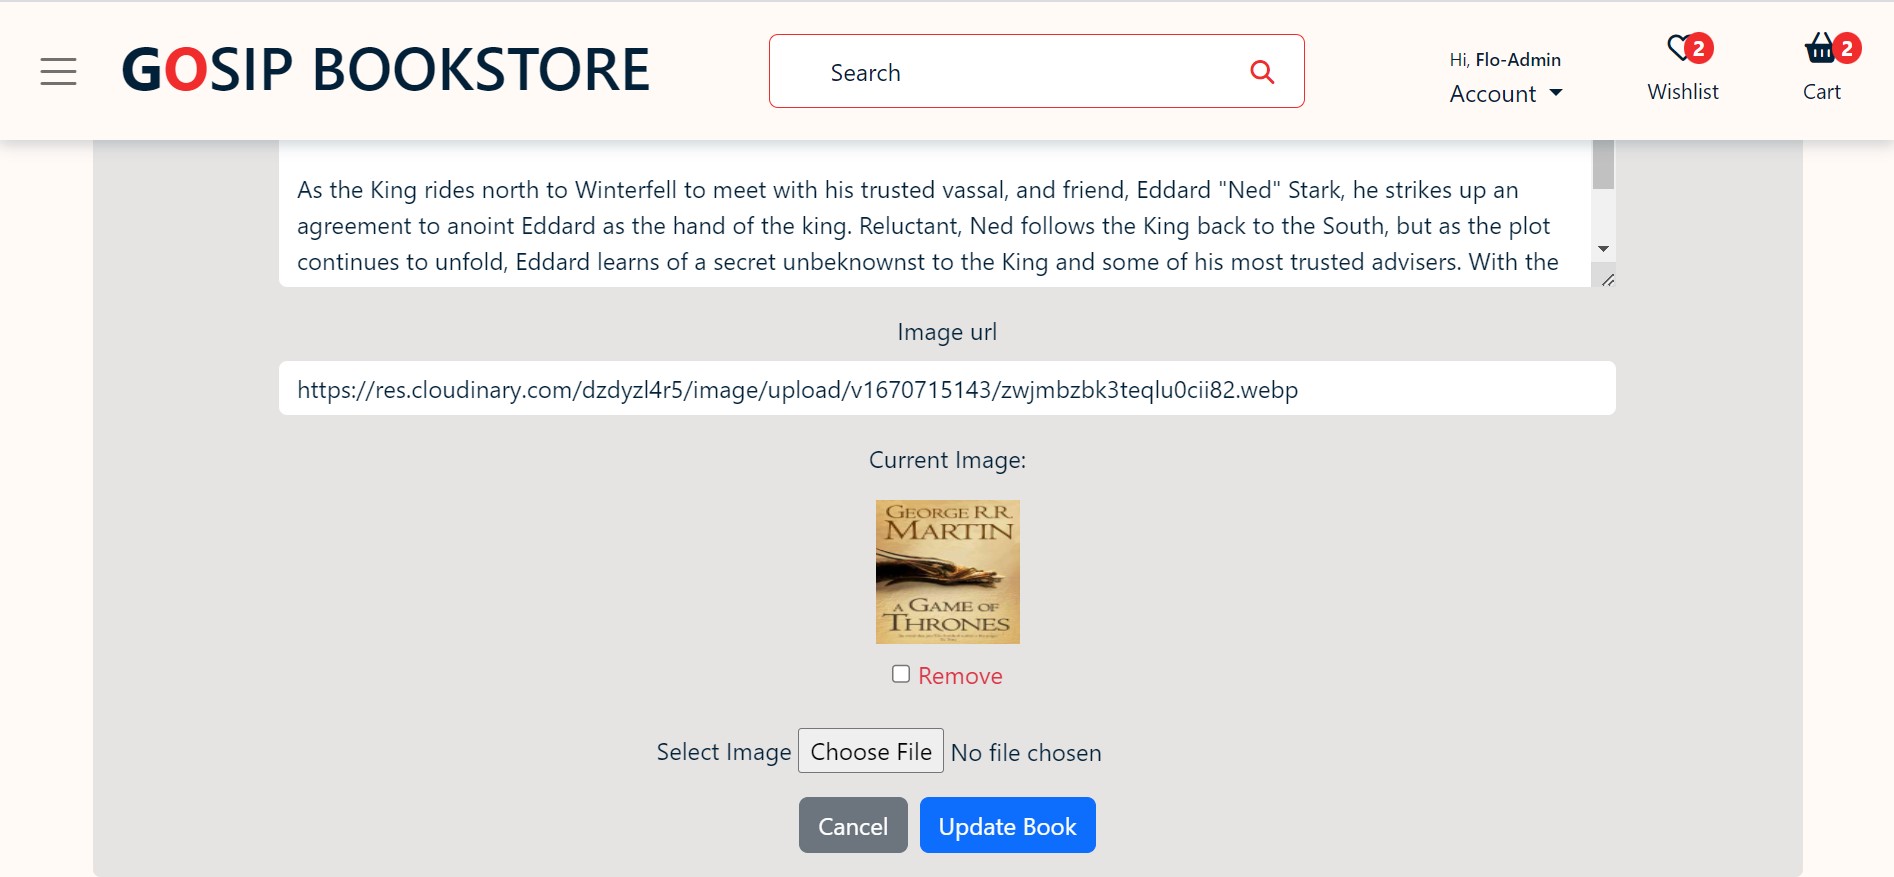 GOSIP BOOKSTORE
Search
Hi, Flo-Admin
Account
2
Wishlist
2
Cart
As the King rides north to Winterfell to meet with his trusted vassal, and friend, Eddard "Ned" Stark, he strikes up an
agreement to anoint Eddard as the hand of the king. Reluctant, Ned follows the King back to the South, but as the plot
continues to unfold, Eddard learns of a secret unbeknownst to the King and some of his most trusted advisers. With the
Image url
https://res.cloudinary.com/dzdyzl4r5/image/upload/v1670715143/zwjmbzbk3teqlu0cii82.webp
Current Image:
GEORGE R.R.
MARTIN
A GAME OF
THRONES
Remove
Select Image Choose File No file chosen
Cancel Update Book